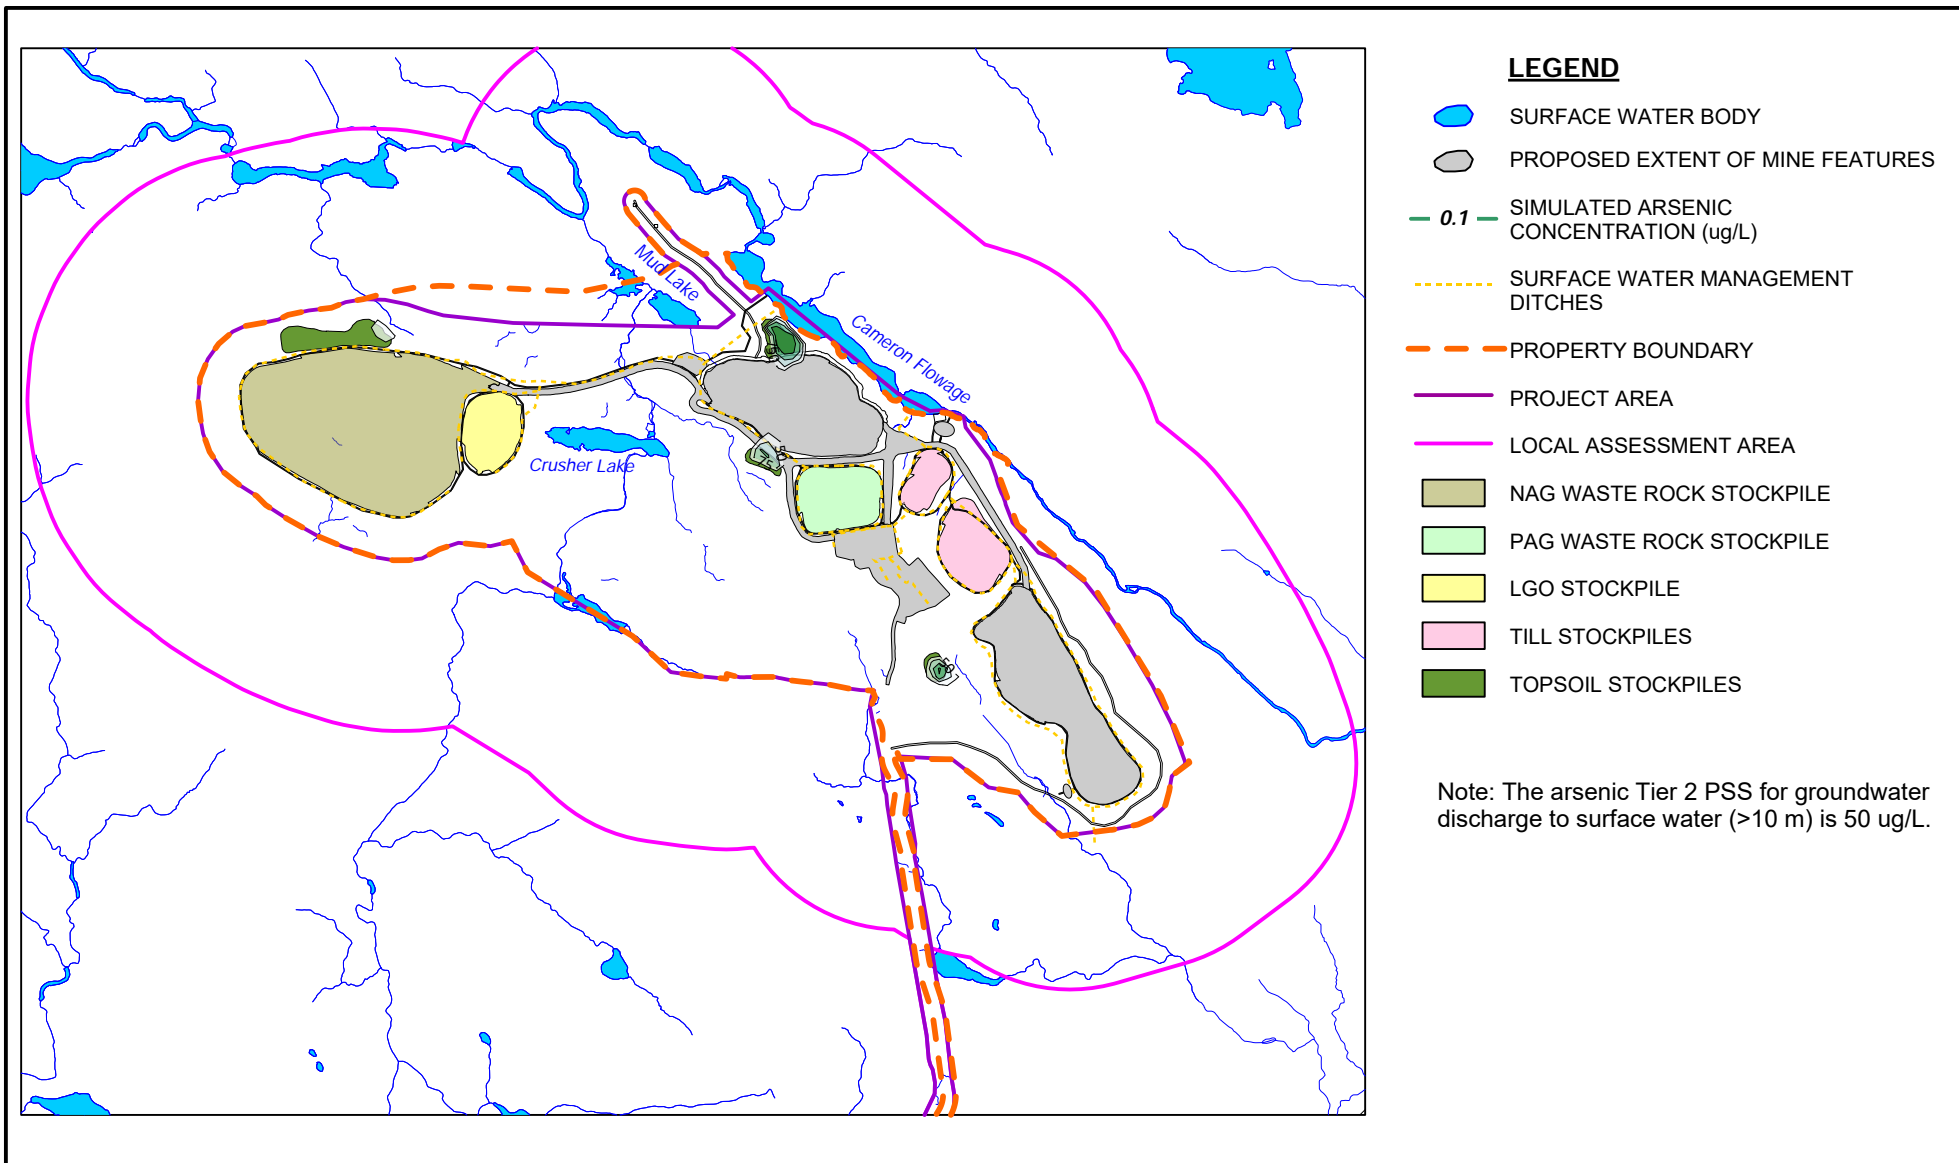 LEGEND
SURFACE WATER BODY
PROPOSED EXTENT OF MINE FEATURES
0.1
SIMULATED ARSENIC
CONCENTRATION (ug/L)
SURFACE WATER MANAGEMENT
DITCHES
PROPERTY BOUNDARY
PROJECT AREA
LOCAL ASSESSMENT AREA
NAG WASTE ROCK STOCKPILE
PAG WASTE ROCK STOCKPILE
LGO STOCKPILE
TILL STOCKPILES
TOPSOIL STOCKPILES
Note: The arsenic Tier 2 PSS for groundwater
discharge to surface water (>10 m) is 50 ug/L.
Mud Lake
Cameron Flowage
Crusher Lake